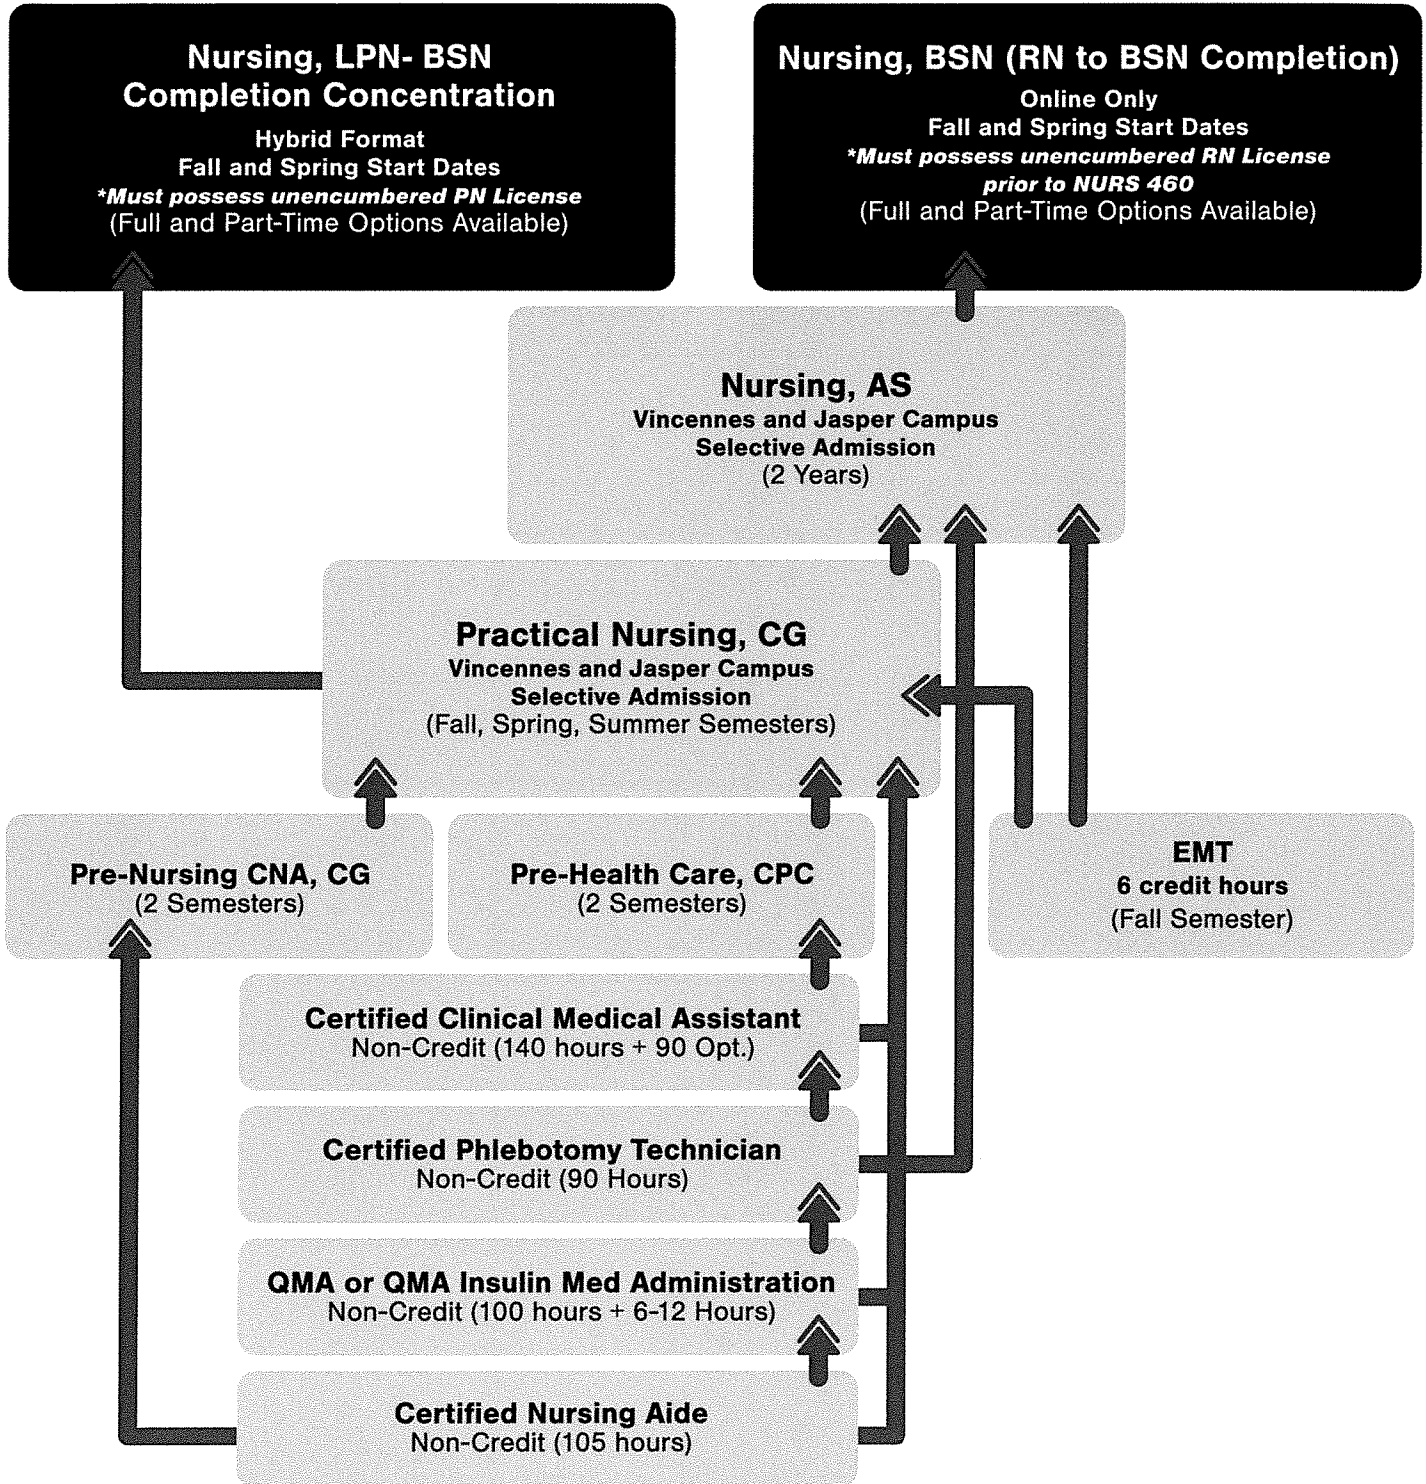 Nursing, LPN- BSN
Completion Concentration
Hybrid Format
Fall and Spring Start Dates
*Must possess unencumbered PN License
(Full and Part-Time Options Available)
Nursing, BSN (RN to BSN Completion)
Online Only
Fall and Spring Start Dates
*Must possess unencumbered RN License
prior to NURS 460
(Full and Part-Time Options Available)
Nursing, AS
Vincennes and Jasper Campus
Selective Admission
(2 Years)
Practical Nursing, CG
Vincennes and Jasper Campus
Selective Admission
(Fall, Spring, Summer Semesters)
Pre-Nursing CNA, CG
(2 Semesters)
Pre-Health Care, CPC
(2 Semesters)
EMT
6 credit hours
(Fall Semester)
Certified Clinical Medical Assistant
Non-Credit (140 hours + 90 Opt.)
Certified Phlebotomy Technician
Non-Credit (90 Hours)
QMA or QMA Insulin Med Administration
Non-Credit (100 hours + 6-12 Hours)
Certified Nursing Aide
Non-Credit (105 hours)